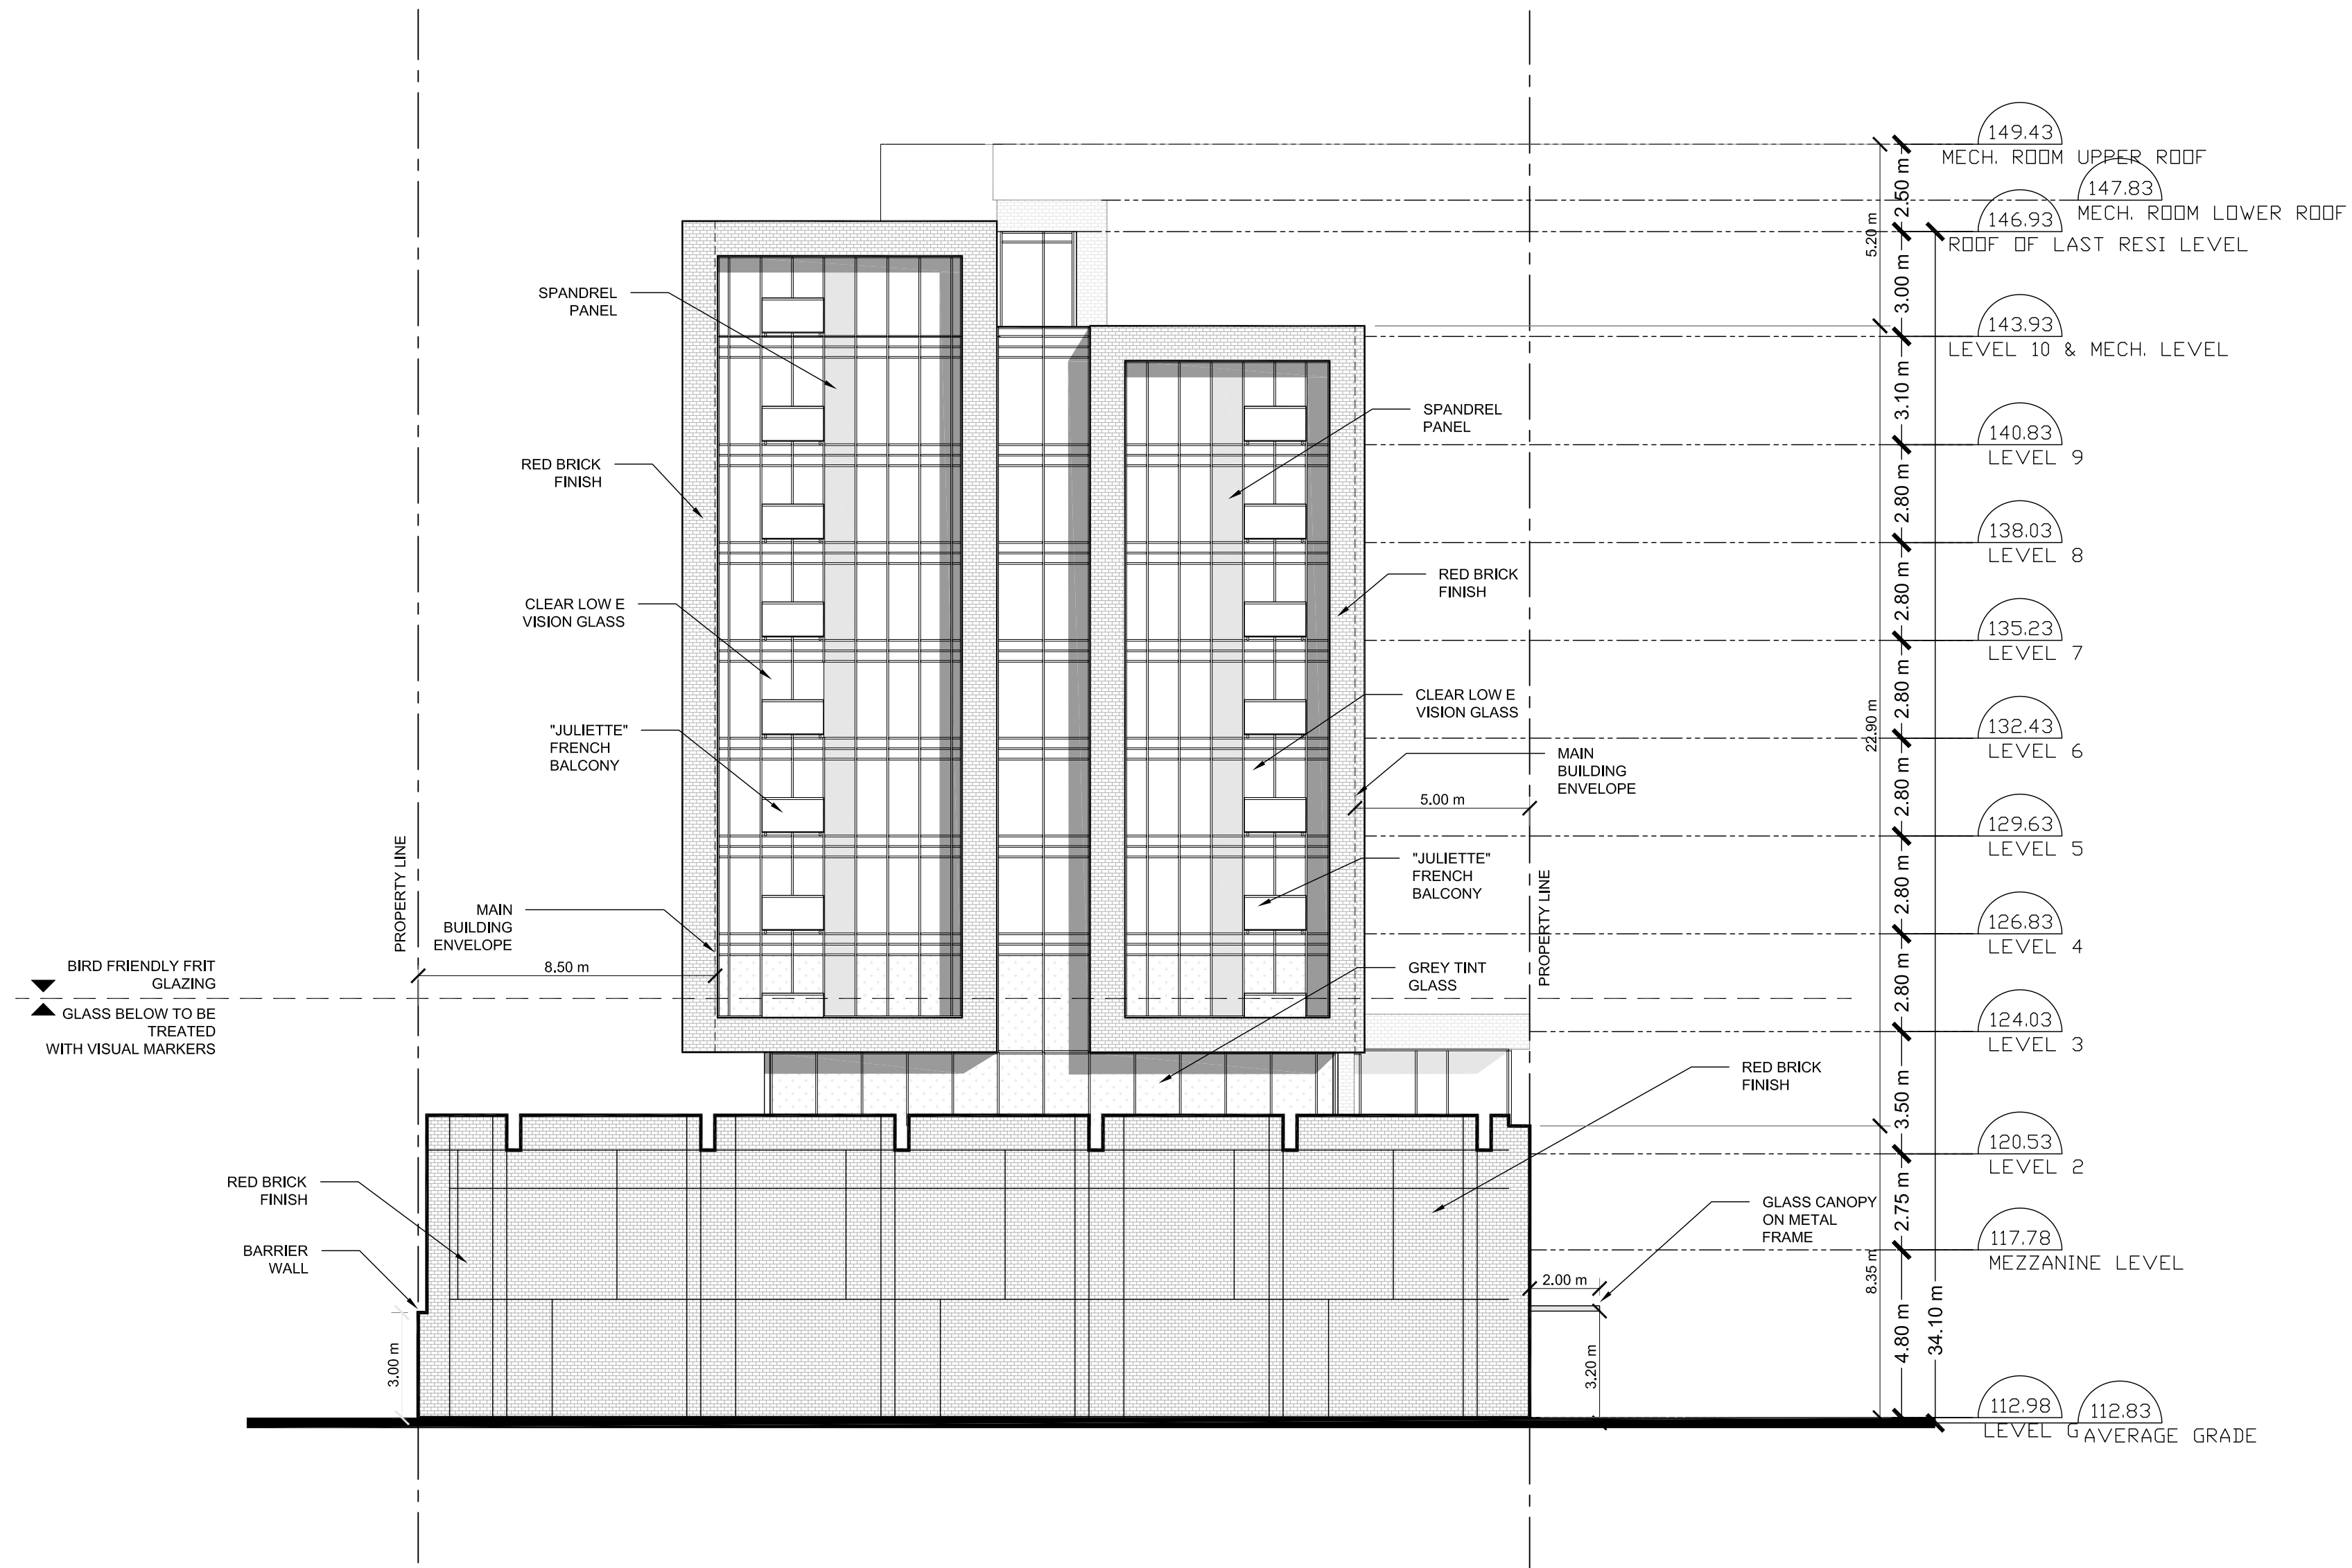 149.43
MECH. ROOM UPPER ROOF
147.83
MECH. ROOM LOWER ROOF
146.93
ROOF OF LAST RESI LEVEL
143.93
LEVEL 10 & MECH. LEVEL
140.83
LEVEL 9
138.03
LEVEL 8
135.23
LEVEL 7
132.43
LEVEL 6
129.63
LEVEL 5
126.83
LEVEL 4
124.03
LEVEL 3
120.53
LEVEL 2
117.78
MEZZANINE LEVEL
112.98
LEVEL G
112.83
AVERAGE GRADE
2.50 m
3.00 m
3.10 m
2.80 m
2.80 m
2.80 m
2.80 m
2.80 m
2.80 m
3.50 m
2.75 m
4.80 m
34.10 m
5.20 m
22.90 m
8.35 m
SPANDREL
PANEL
RED BRICK
FINISH
CLEAR LOW E
VISION GLASS
"JULIETTE"
FRENCH
BALCONY
MAIN
BUILDING
ENVELOPE
PROPERTY LINE
8.50 m
BIRD FRIENDLY FRIT
GLAZING
GLASS BELOW TO BE
TREATED
WITH VISUAL MARKERS
RED BRICK
FINISH
BARRIER
WALL
3.00 m
SPANDREL
PANEL
RED BRICK
FINISH
CLEAR LOW E
VISION GLASS
MAIN
BUILDING
ENVELOPE
5.00 m
"JULIETTE"
FRENCH
BALCONY
PROPERTY LINE
GREY TINT
GLASS
RED BRICK
FINISH
GLASS CANOPY
ON METAL
FRAME
2.00 m
3.20 m